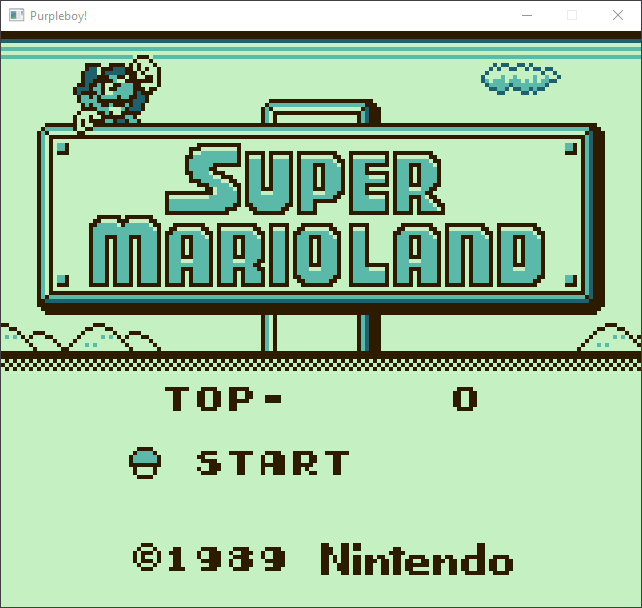 Purpleboy!
SUPER
MARIOLAND
TOP- 0
START
©1989 Nintendo